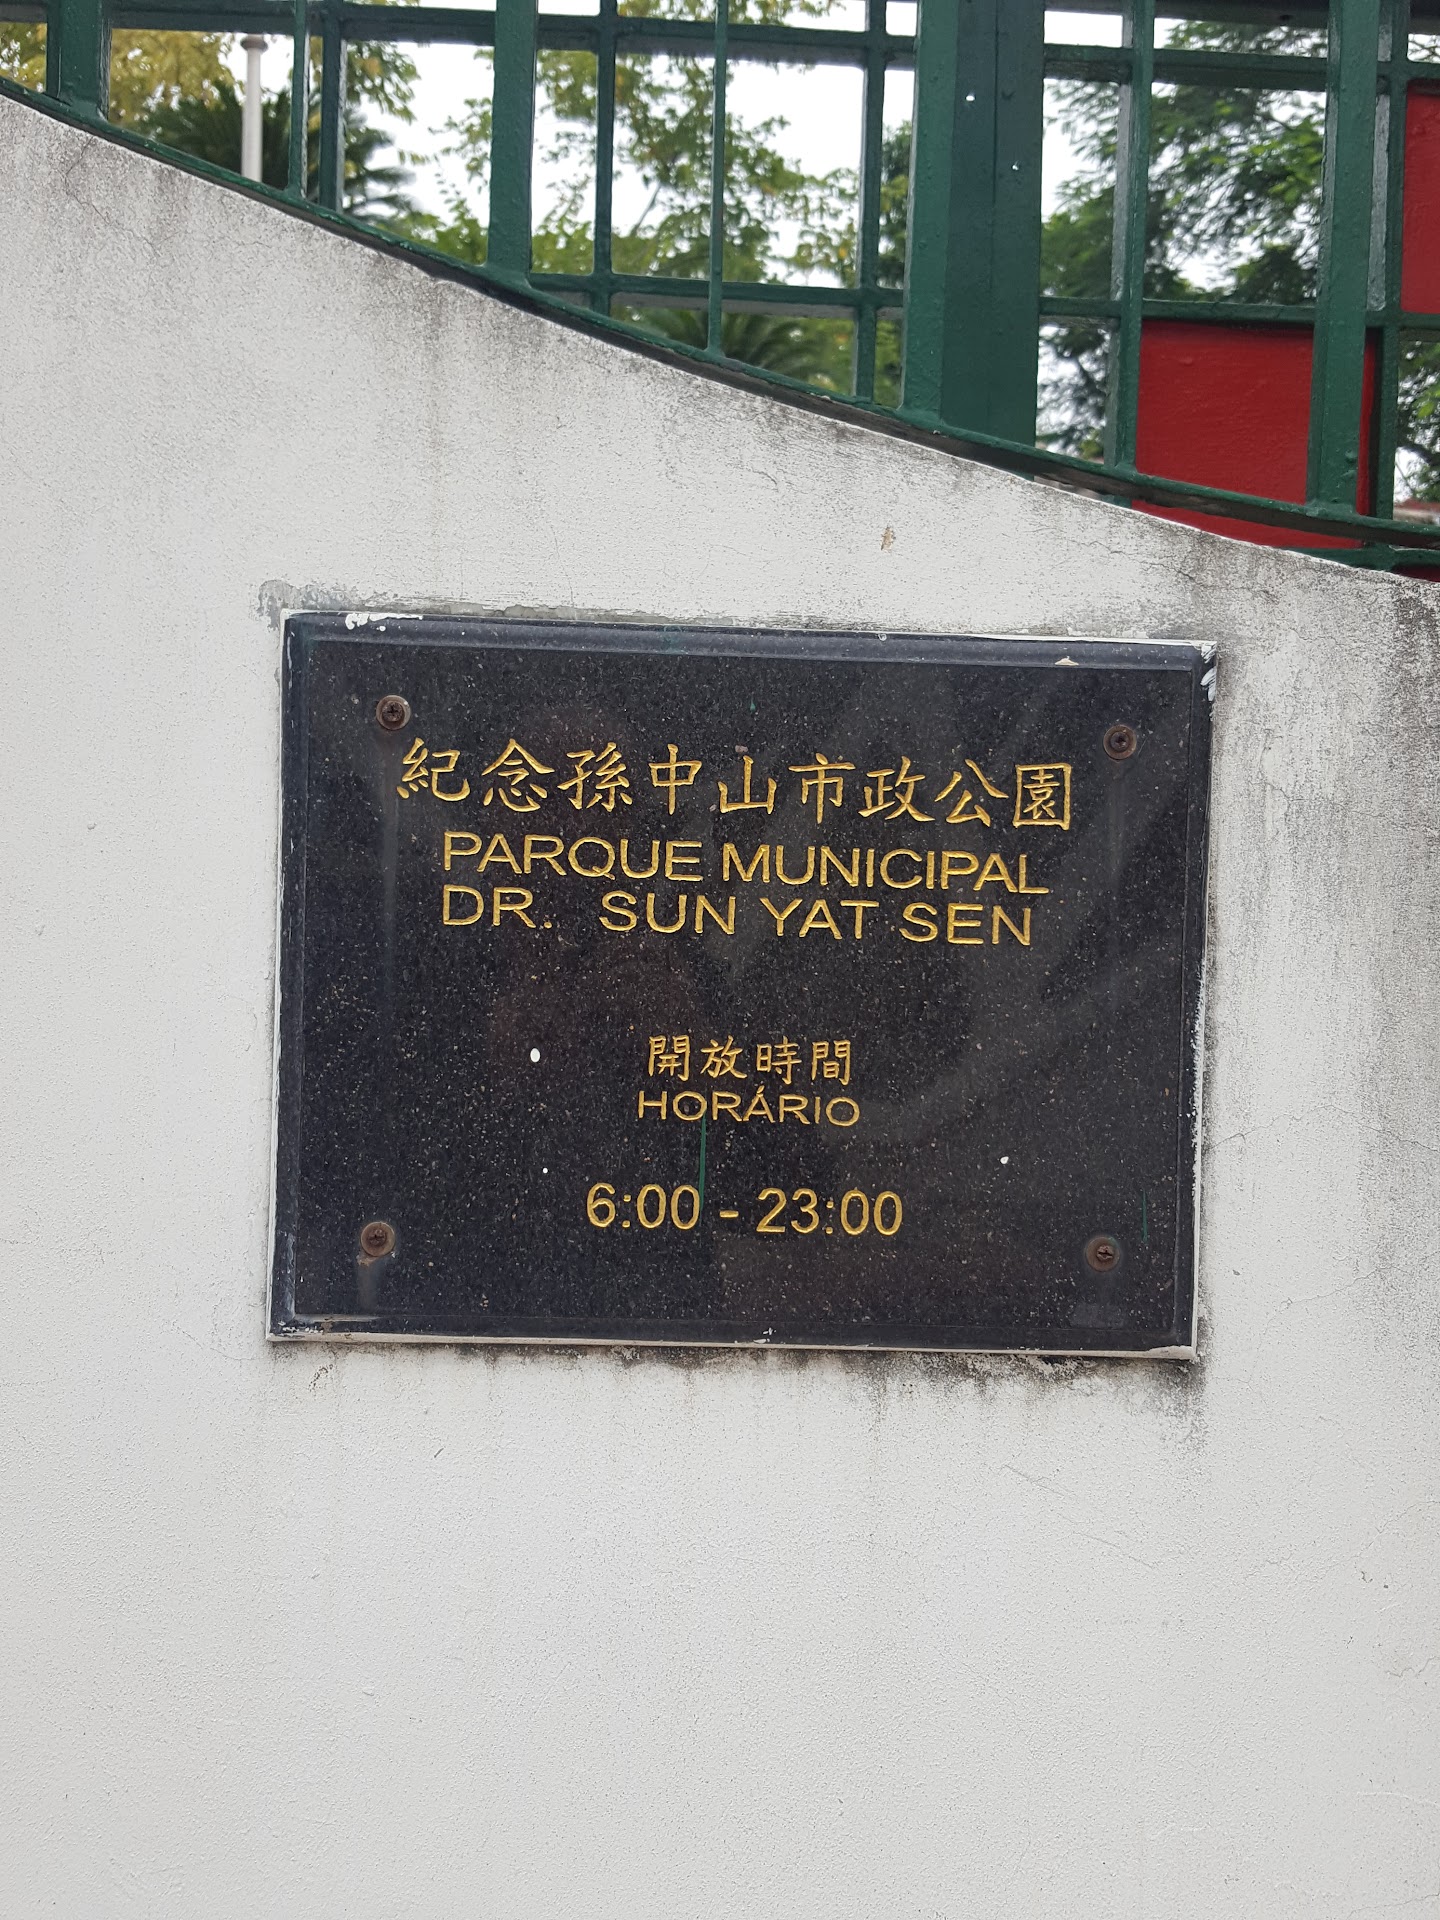 紀念孫中山市政公園
PARQUE MUNICIPAL
DR. SUN YAT SEN
開放時間
HORÁRIO
6:00 - 23:00